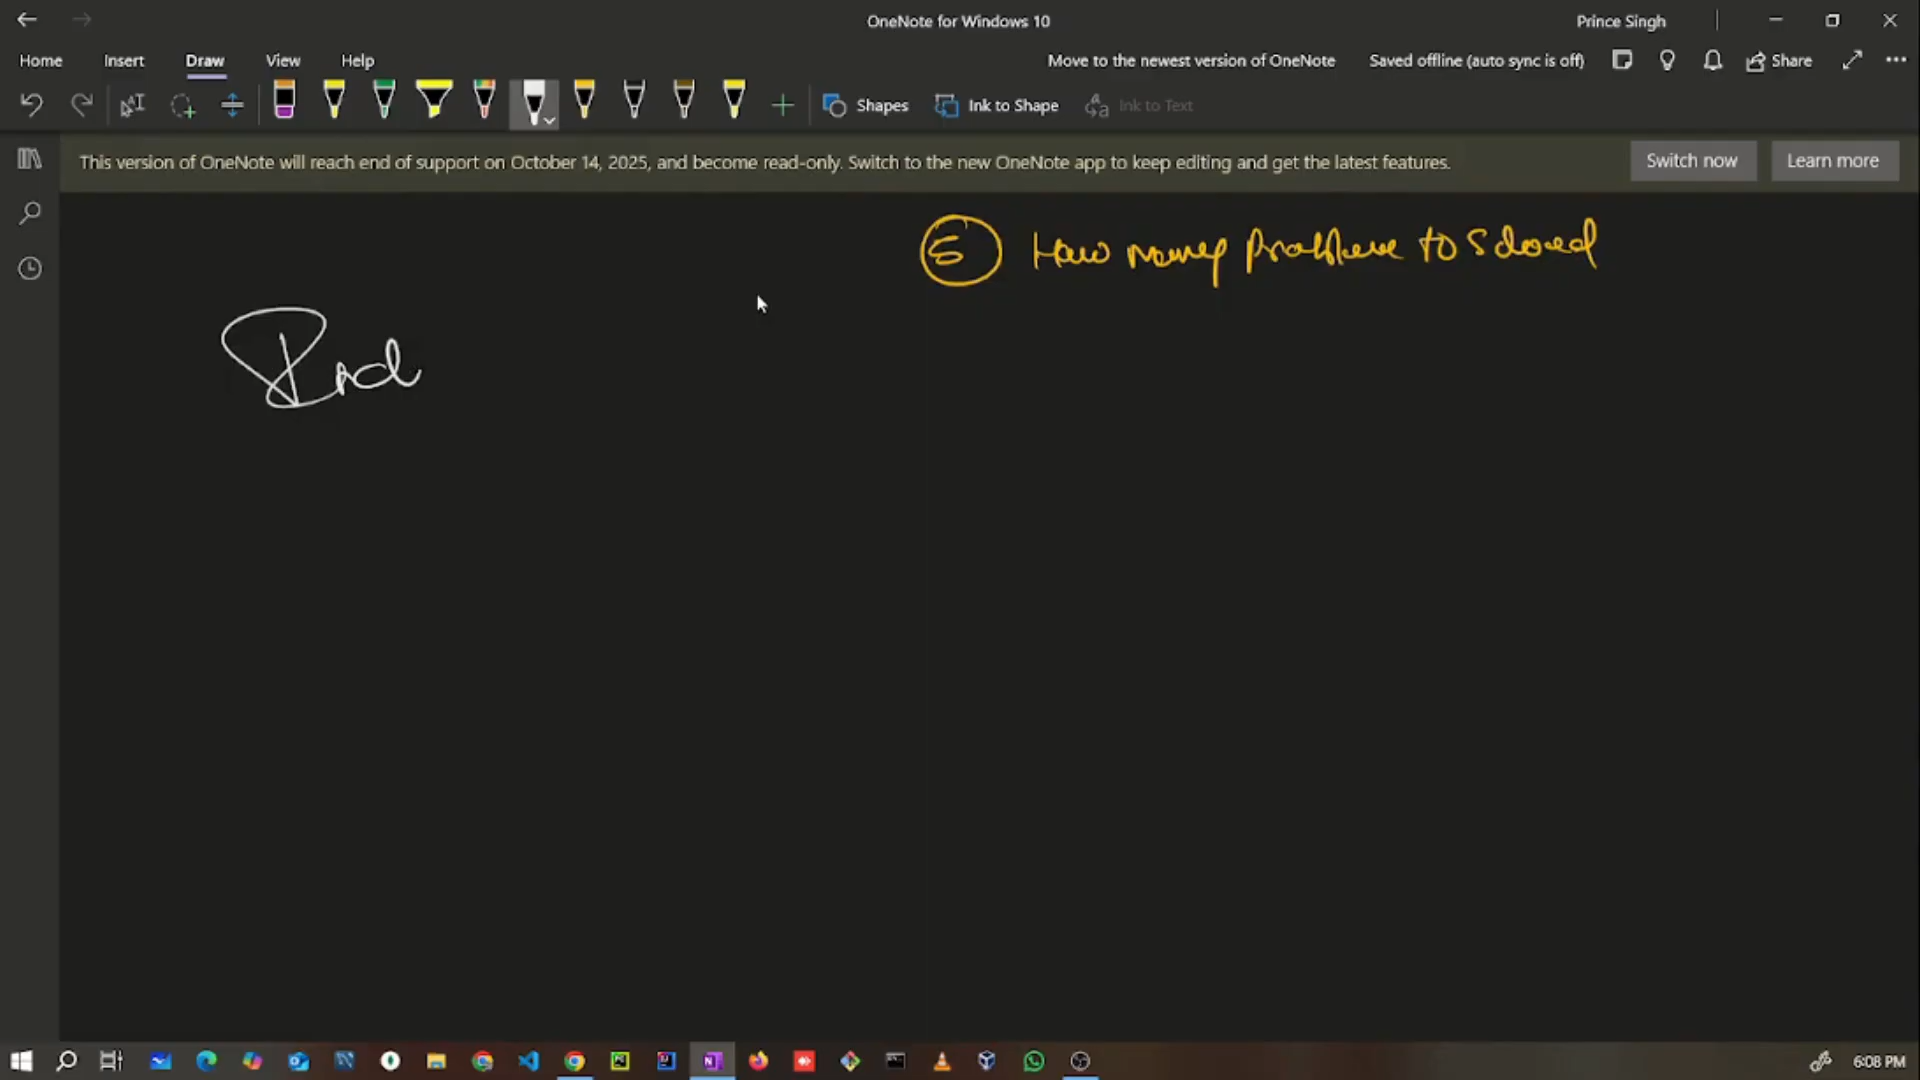 OneNote for Windows 10
Prince Singh
Home Insert Draw View Help
Move to the newest version of OneNote Saved offline (auto sync is off) Share
Shapes Ink to Shape Ink to Text
This version of OneNote will reach end of support on October 14, 2025, and become read-only. Switch to the new OneNote app to keep editing and get the latest features. Switch now Learn more
5 How many Problem to Solved
6:08 PM